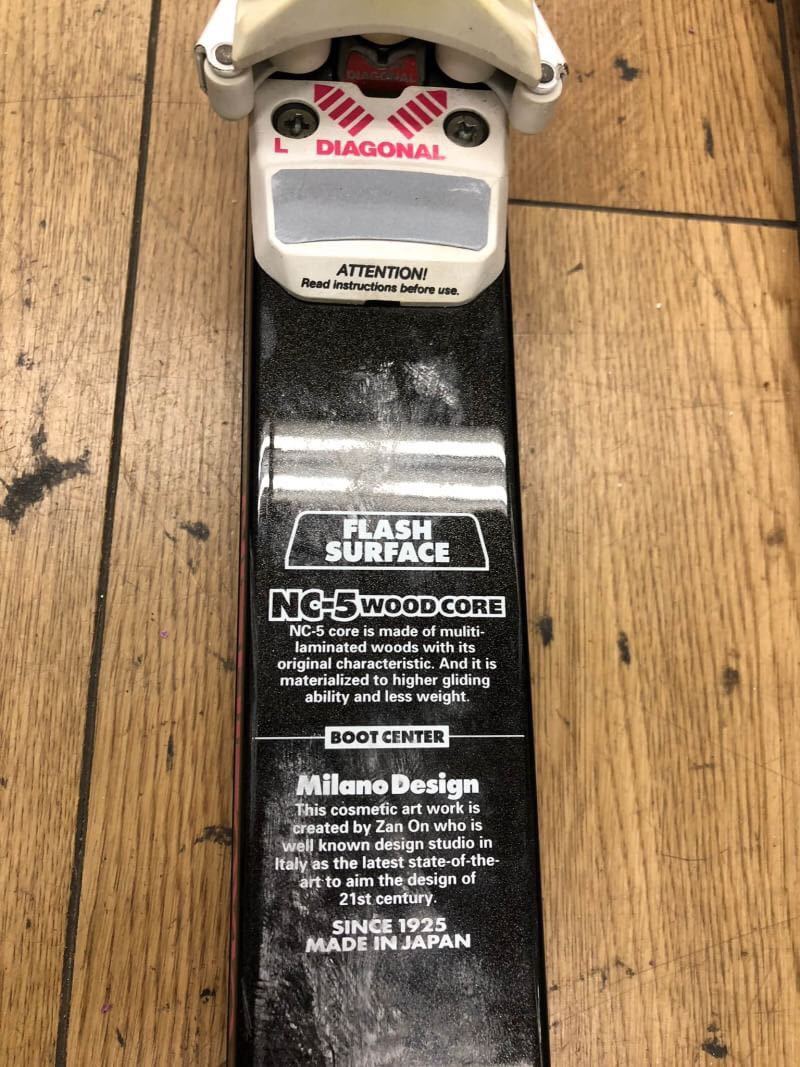 DIAGONAL
L DIAGONAL
ATTENTION!
Read instructions before use.
FLASH
SURFACE
NC-5 WOOD CORE
NC-5 core is made of muliti-
laminated woods with its
original characteristic. And it is
materialized to higher gliding
ability and less weight.
BOOT CENTER
Milano Design
This cosmetic art work is
created by Zan On who is
well known design studio in
Italy as the latest state-of-the-
art to aim the design of
21st century.
SINCE 1925
MADE IN JAPAN